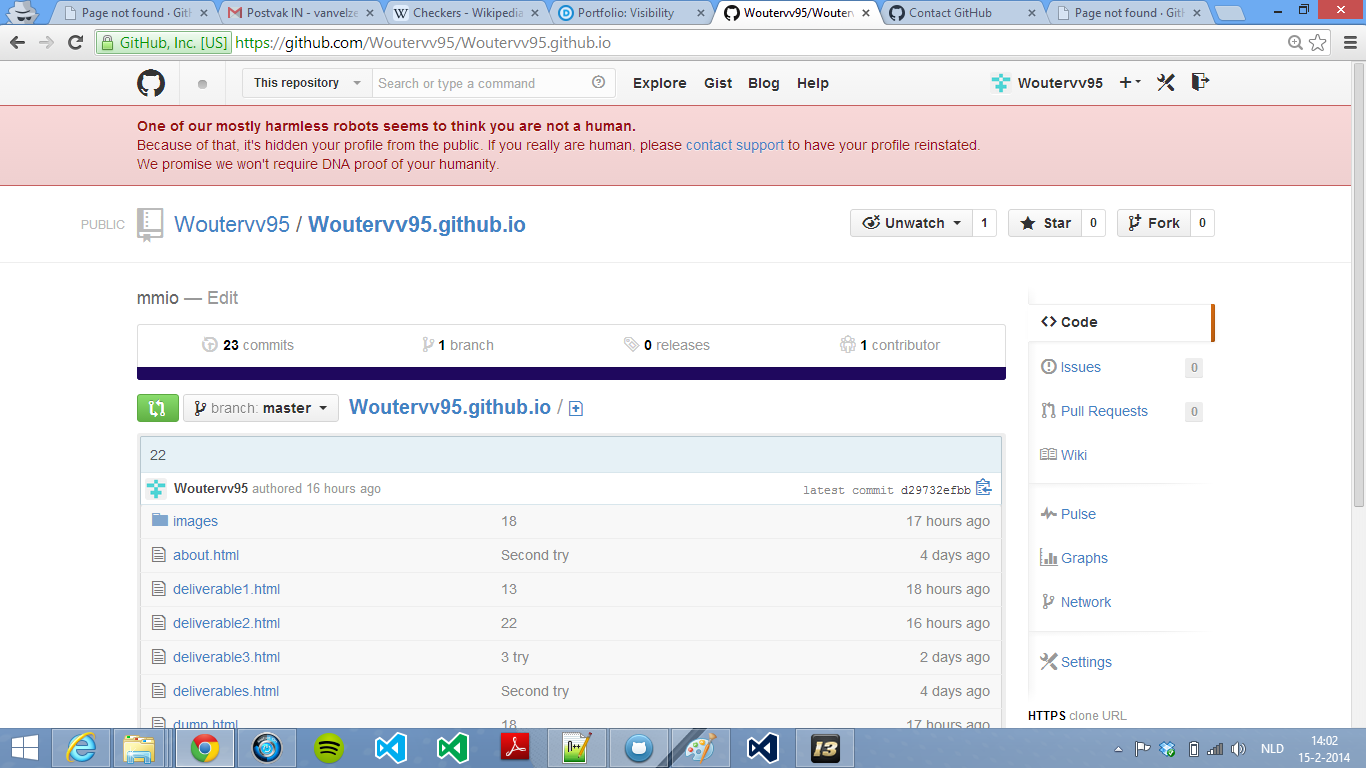 Page not found · Gith
Postvak IN - vanvelze
Checkers - Wikipedia
Portfolio: Visibility
Woutervv95/Wouterv
Contact GitHub
Page not found · Gith
GitHub, Inc. [US] https://github.com/Woutervv95/Woutervv95.github.io
This repository Search or type a command Explore Gist Blog Help Woutervv95
One of our mostly harmless robots seems to think you are not a human.
Because of that, it's hidden your profile from the public. If you really are human, please contact support to have your profile reinstated.
We promise we won't require DNA proof of your humanity.
PUBLIC Woutervv95 / Woutervv95.github.io Unwatch 1 Star 0 Fork 0
mmio — Edit
23 commits 1 branch 0 releases 1 contributor
branch: master Woutervv95.github.io /
22
Woutervv95 authored 16 hours ago latest commit d29732efbb
images 18 17 hours ago
about.html Second try 4 days ago
deliverable1.html 13 18 hours ago
deliverable2.html 22 16 hours ago
deliverable3.html 3 try 2 days ago
deliverables.html Second try 4 days ago
dump.html 18 17 hours ago
Code
Issues 0
Pull Requests 0
Wiki
Pulse
Graphs
Network
Settings
HTTPS clone URL
NLD
14:02
15-2-2014